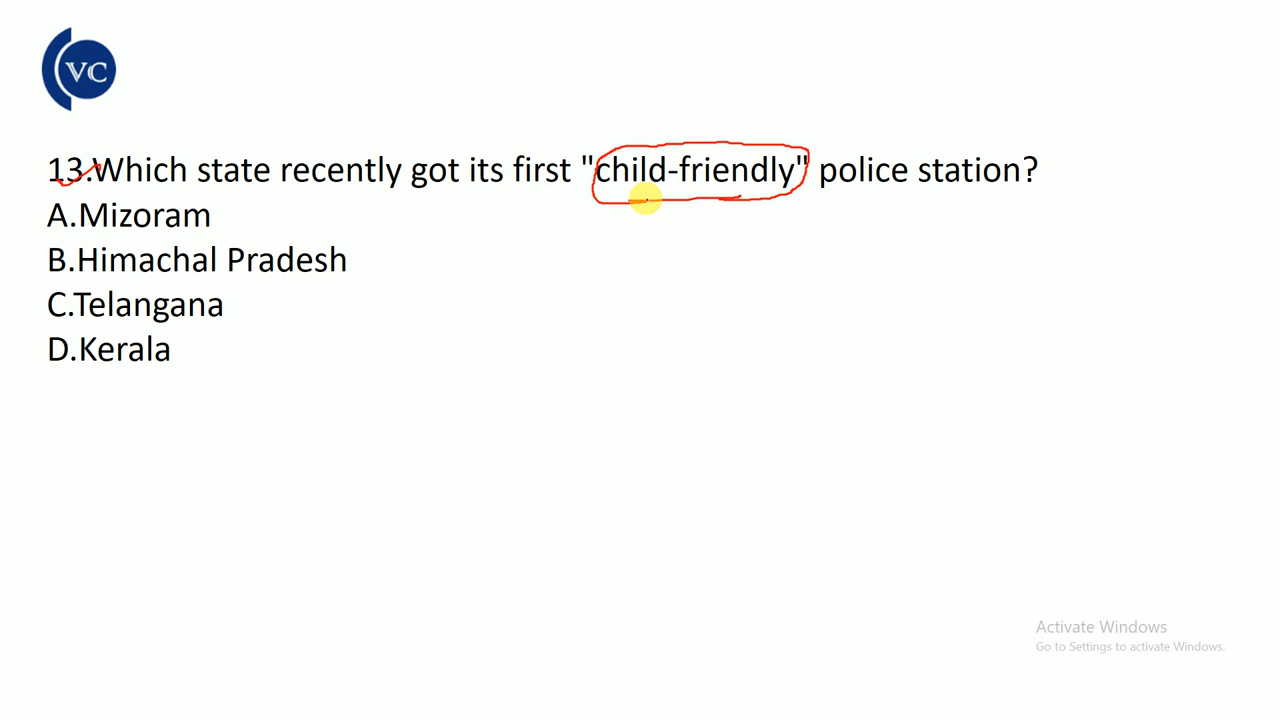 VC
13.Which state recently got its first "child-friendly" police station?
A.Mizoram
B.Himachal Pradesh
C.Telangana
D.Kerala
Activate Windows
Go to Settings to activate Windows.